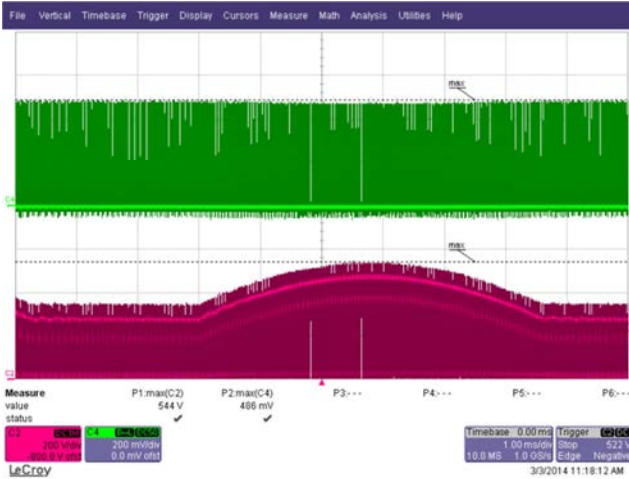 File Vertical Timebase Trigger Display Cursors Measure Math Analysis Utilities Help
max
C4
max
C2
Measure P1:max(C2) P2:max(C4) P3:- - - P4:- - - P5:- - - P6:- - -
value 544 V 486 mV
status ✓ ✓
C2 DC1M C4 DC50 Timebase 0.00 ms Trigger C2 DC
200 V/div 200 mV/div 1.00 ms/div Stop 522 V
-800.0 V ofst 0.0 mV ofst 10.0 MS 1.0 GS/s Edge Negative
LeCroy 3/3/2014 11:18:12 AM